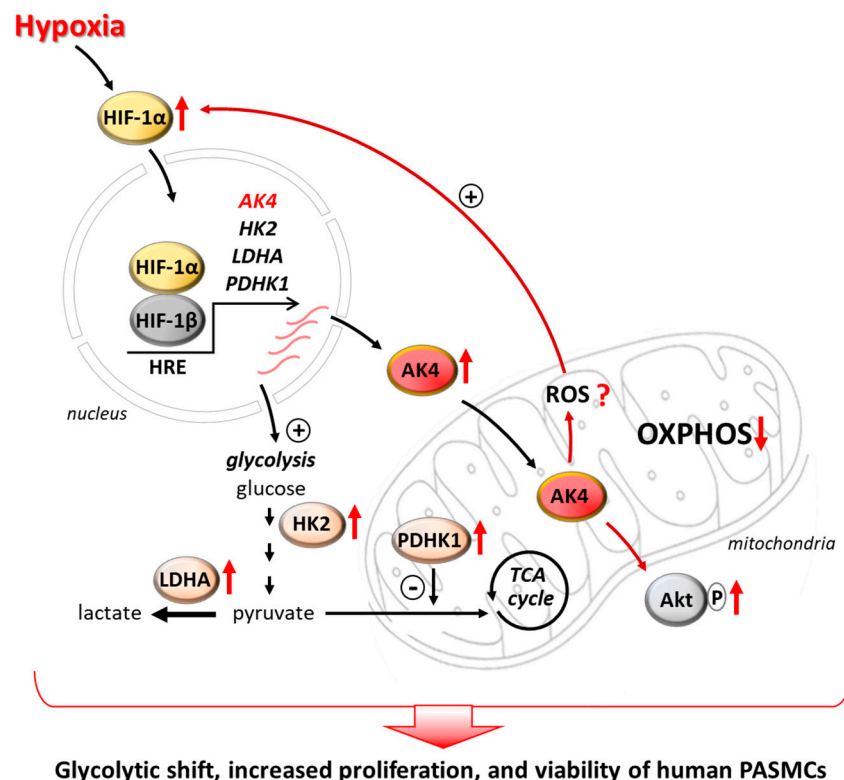 Hypoxia
HIF-1α
AK4
HK2
LDHA
PDHK1
HIF-1α
HIF-1β
HRE
nucleus
AK4
+
ROS ?
OXPHOS
AK4
mitochondria
Akt P
+
glycolysis
glucose
HK2
PDHK1
-
TCA
cycle
LDHA
lactate
pyruvate
Glycolytic shift, increased proliferation, and viability of human PASMCs